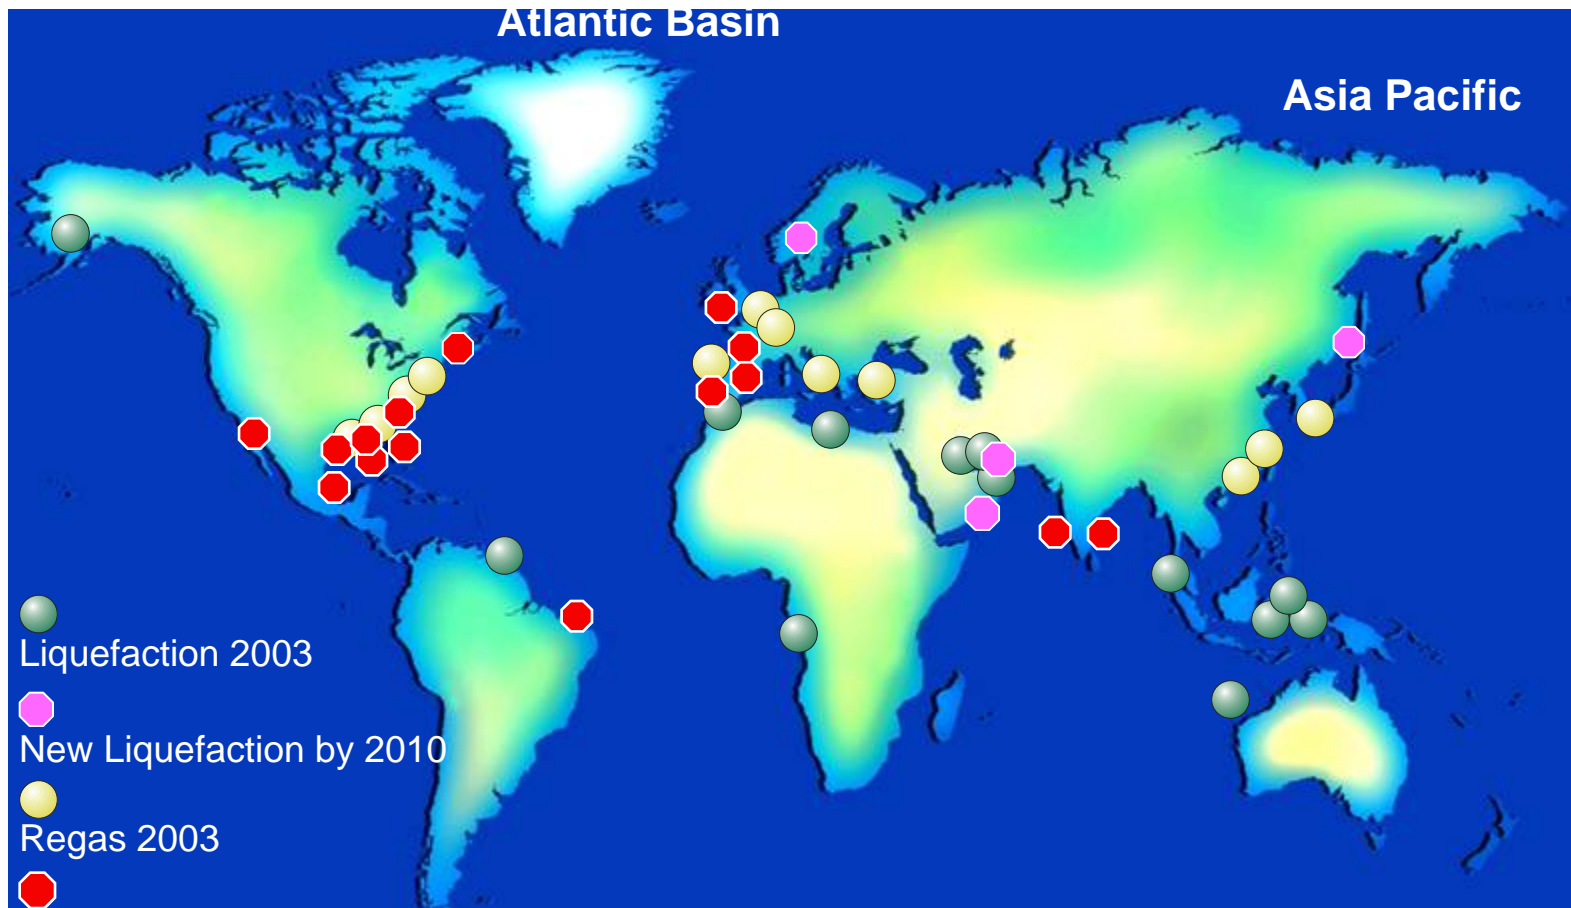 Atlantic Basin
Asia Pacific
Liquefaction 2003
New Liquefaction by 2010
Regas 2003